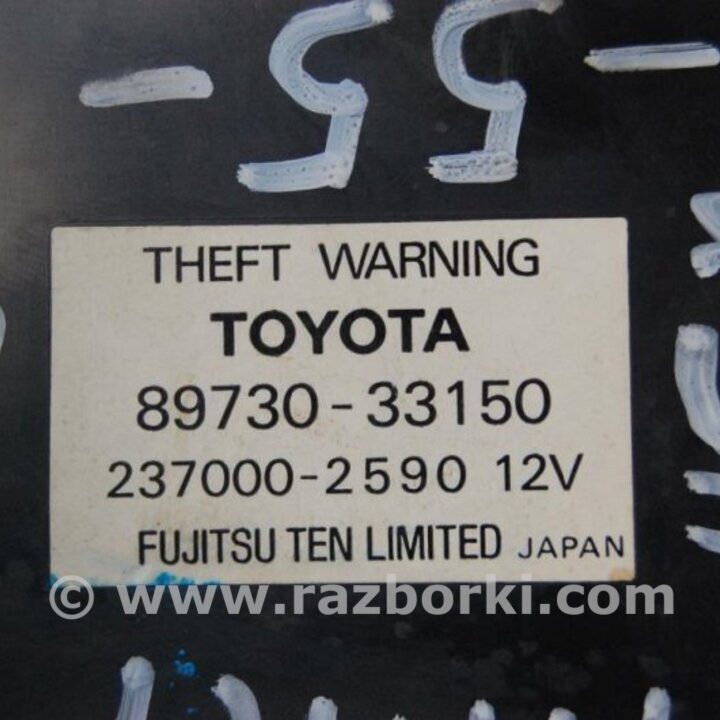 - 55 -
THEFT WARNING
TOYOTA
89730-33150
237000-2590 12V
FUJITSU TEN LIMITED JAPAN
© www.razborki.com